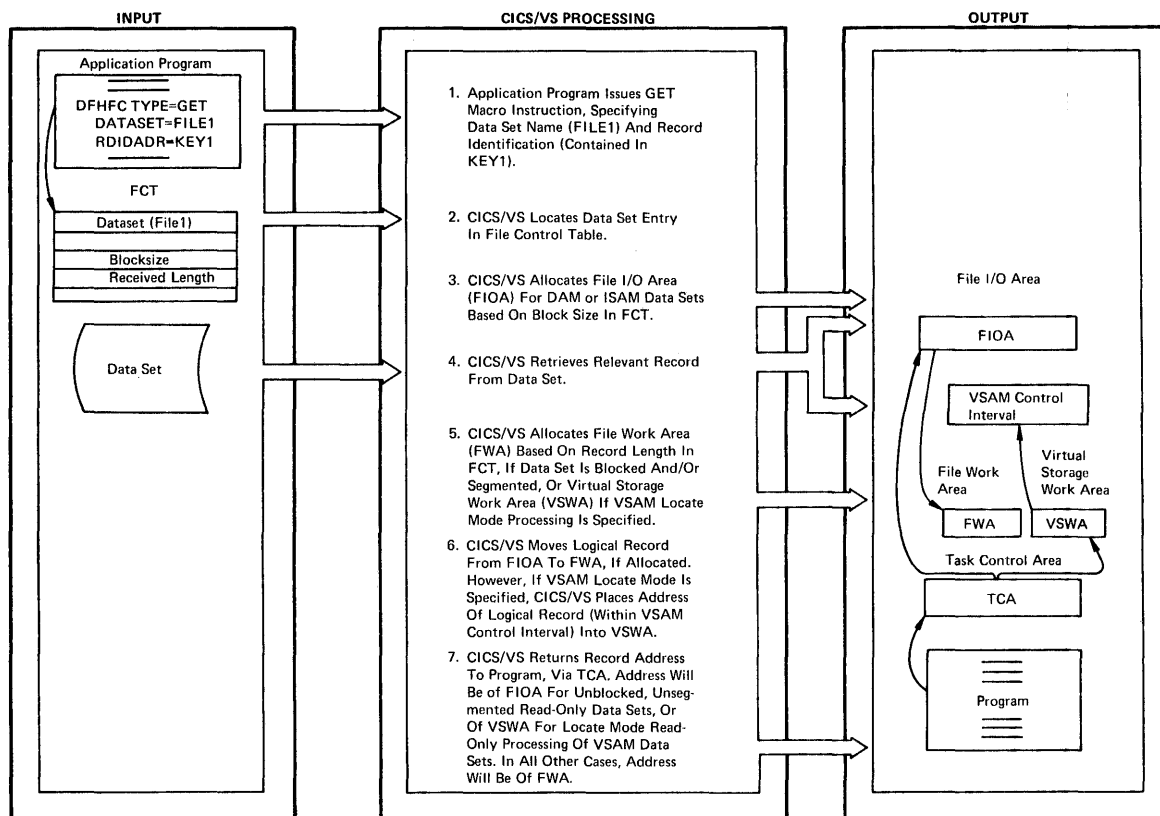 INPUT
Application Program
DFHFC TYPE=GET
DATASET=FILE1
RDIDADR=KEY1
FCT
Dataset (File1)
Blocksize
Received Length
Data Set
CICS/VS PROCESSING
1. Application Program Issues GET
Macro Instruction, Specifying
Data Set Name (FILE1) And Record
Identification (Contained In
KEY1).
2. CICS/VS Locates Data Set Entry
In File Control Table.
3. CICS/VS Allocates File I/O Area
(FIOA) For DAM or ISAM Data Sets
Based On Block Size In FCT.
4. CICS/VS Retrieves Relevant Record
From Data Set.
5. CICS/VS Allocates File Work Area
(FWA) Based On Record Length In
FCT, If Data Set Is Blocked And/Or
Segmented, Or Virtual Storage
Work Area (VSWA) If VSAM Locate
Mode Processing Is Specified.
6. CICS/VS Moves Logical Record
From FIOA To FWA, If Allocated.
However, If VSAM Locate Mode Is
Specified, CICS/VS Places Address
Of Logical Record (Within VSAM
Control Interval) Into VSWA.
7. CICS/VS Returns Record Address
To Program, Via TCA. Address Will
Be of FIOA For Unblocked, Unseg-
mented Read-Only Data Sets, Or
Of VSWA For Locate Mode Read-
Only Processing Of VSAM Data
Sets. In All Other Cases, Address
Will Be Of FWA.
OUTPUT
File I/O Area
FIOA
VSAM Control
Interval
File Work
Area
Virtual
Storage
Work Area
FWA
VSWA
Task Control Area
TCA
Program